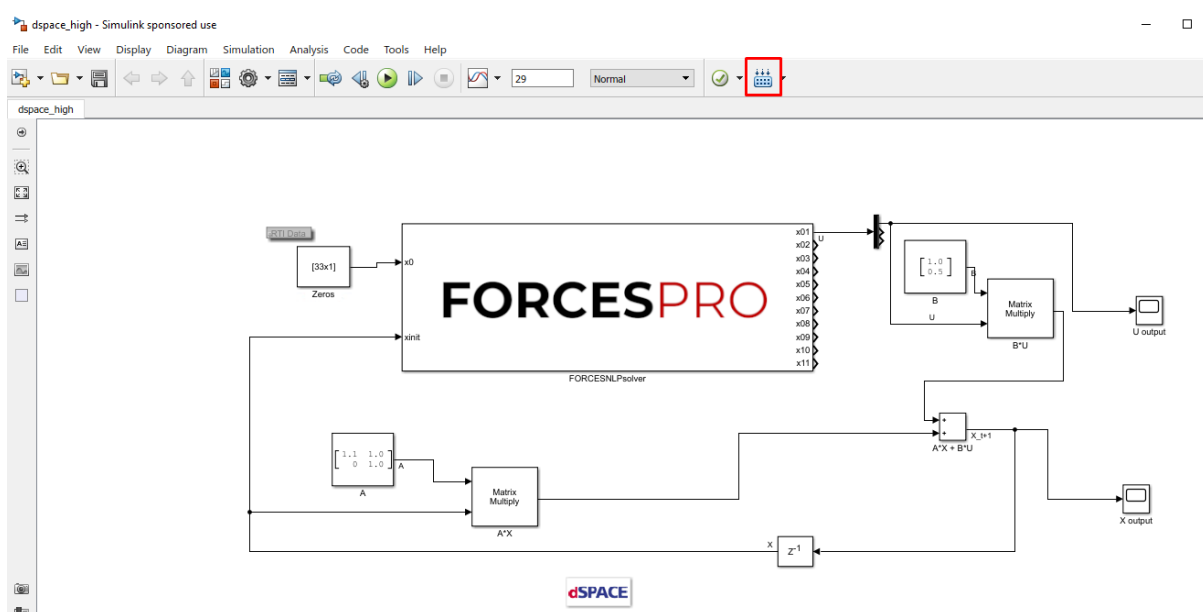 dspace_high - Simulink sponsored use
File Edit View Display Diagram Simulation Analysis Code Tools Help
29
Normal
dspace_high
RTI Data
[33x1]
Zeros
x0
xinit
FORCESPRO
x01
x02
x03
x04
x05
x06
x07
x08
x09
x10
x11
FORCESNLPsolver
U
1.0
0.5
B
B
U
Matrix
Multiply
B*U
U output
1.1 1.0
0 1.0
A
A
Matrix
Multiply
A*X
+
+
X_t+1
A*X + B*U
X output
X
Z-1
dSPACE